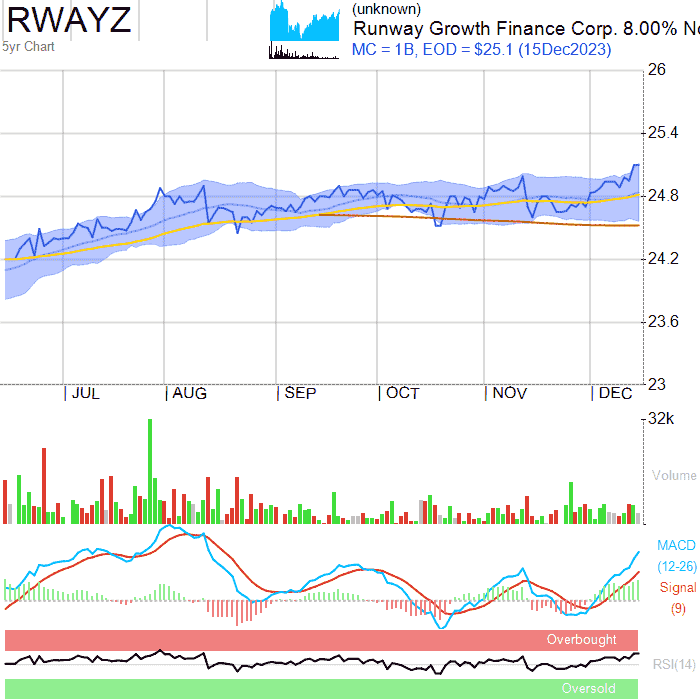 RWAYZ
5yr Chart
(unknown)
Runway Growth Finance Corp. 8.00% No
MC = 1B, EOD = $25.1 (15Dec2023)
26
25.4
24.8
24.2
23.6
23
JUL AUG SEP OCT NOV DEC
32k
Volume
MACD
(12-26)
Signal
(9)
Overbought
RSI(14)
Oversold